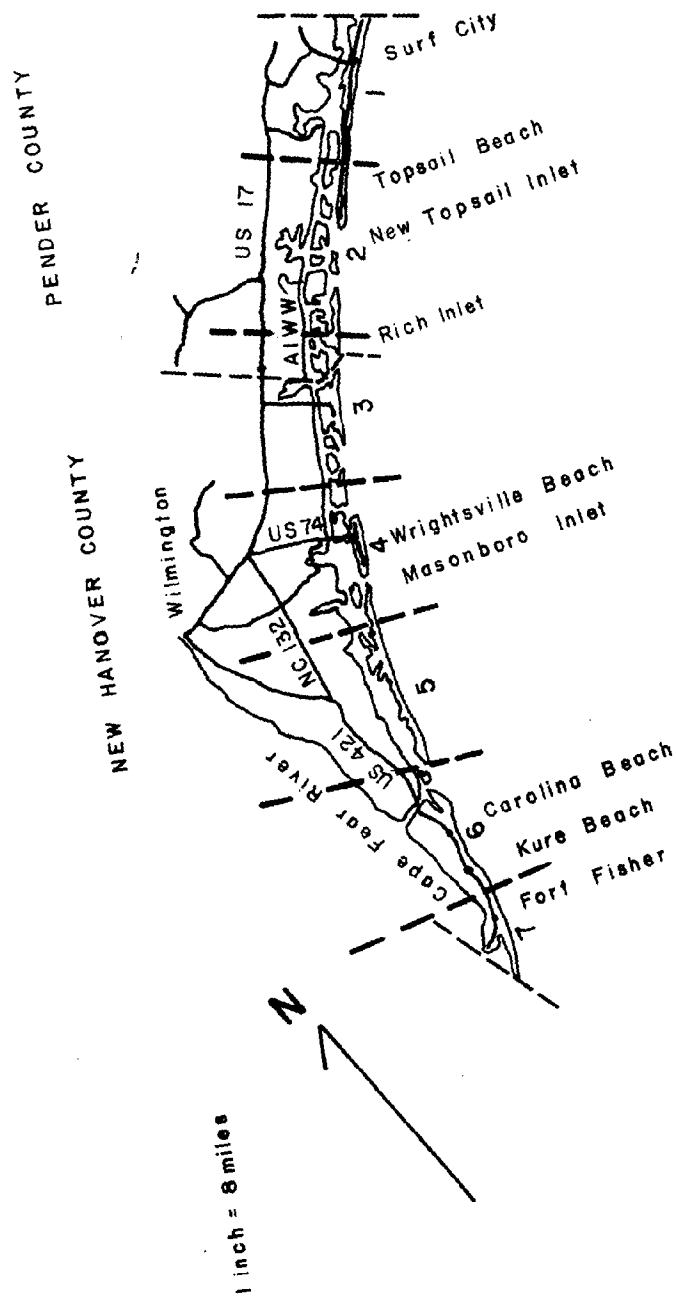 PENDER COUNTY
NEW HANOVER COUNTY
Surf City
1
Topsail Beach
US 17
New Topsail Inlet
2
AIWW
Rich Inlet
3
Wilmington
US 74
4
Wrightsville Beach
Masonboro Inlet
NC 132
5
US 421
Cape Fear River
6
Carolina Beach
Kure Beach
Fort Fisher
7
N
1 inch = 8 miles